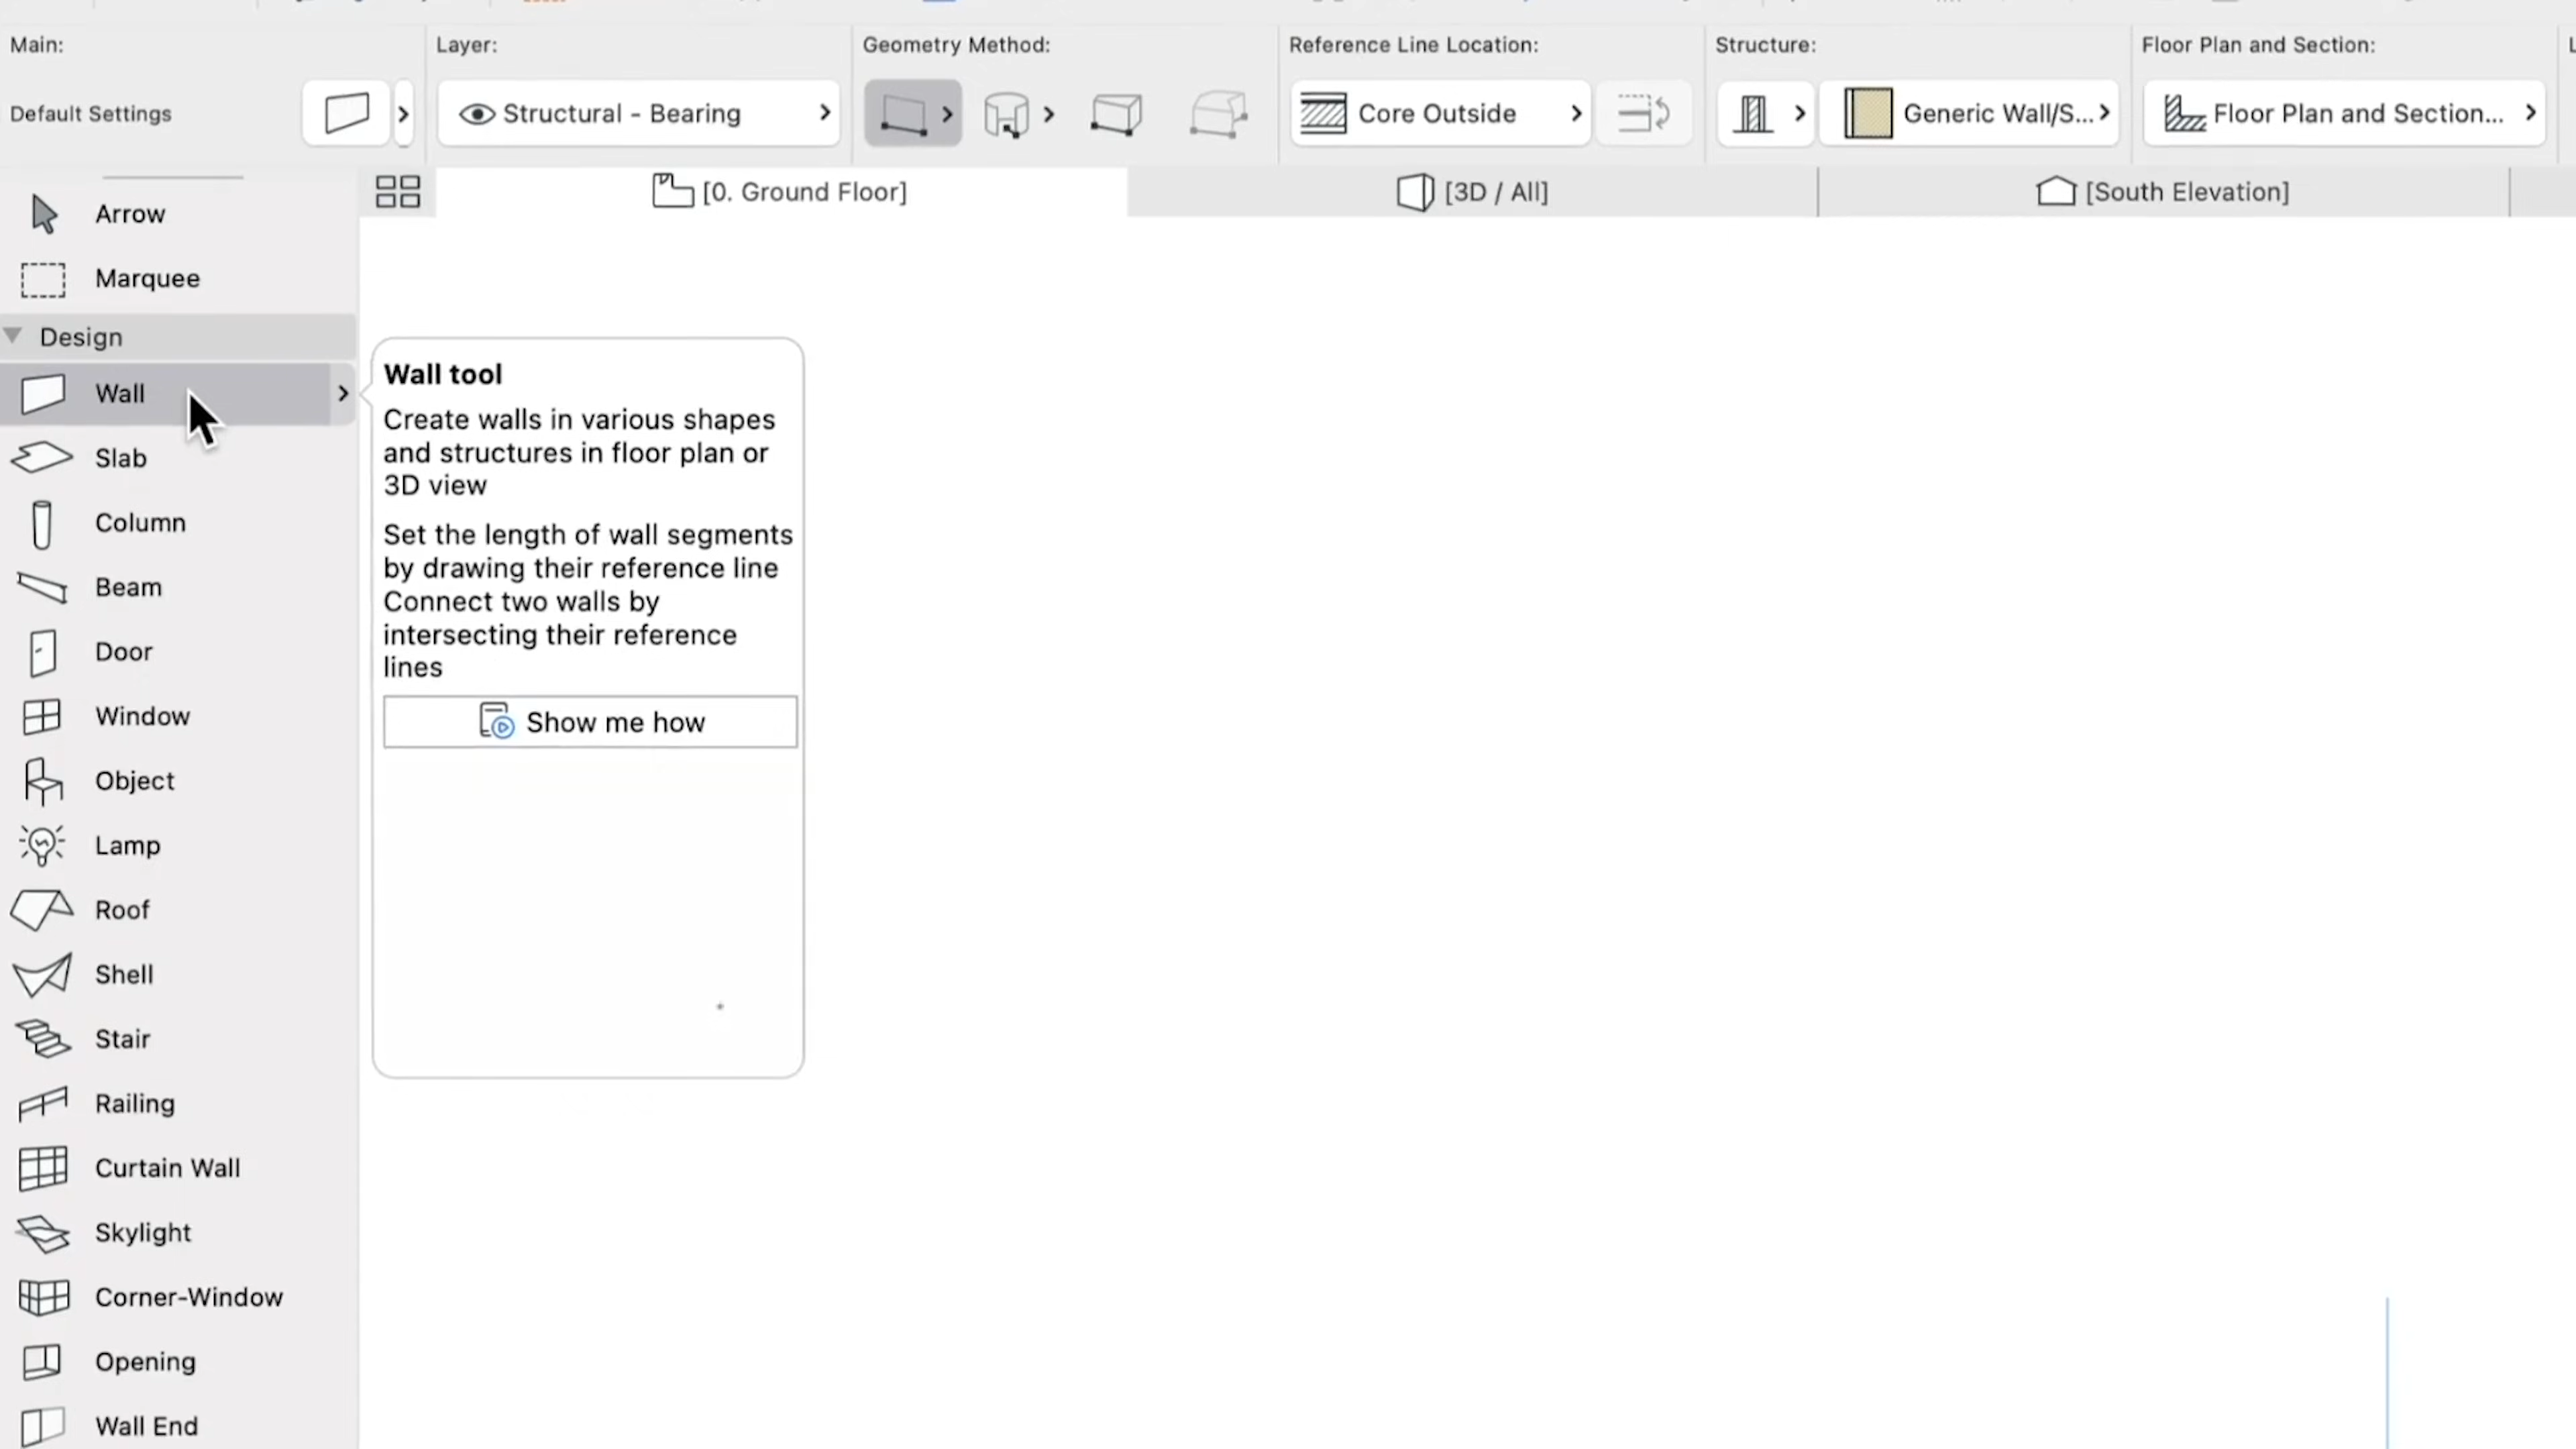 Main:
Layer:
Geometry Method:
Reference Line Location:
Structure:
Floor Plan and Section:
Default Settings
Structural - Bearing
Core Outside
Generic Wall/S...
Floor Plan and Section...
[0. Ground Floor]
[3D / All]
[South Elevation]
Arrow
Marquee
Design
Wall
Slab
Column
Beam
Door
Window
Object
Lamp
Roof
Shell
Stair
Railing
Curtain Wall
Skylight
Corner-Window
Opening
Wall End
Wall tool
Create walls in various shapes
and structures in floor plan or
3D view
Set the length of wall segments
by drawing their reference line
Connect two walls by
intersecting their reference
lines
Show me how